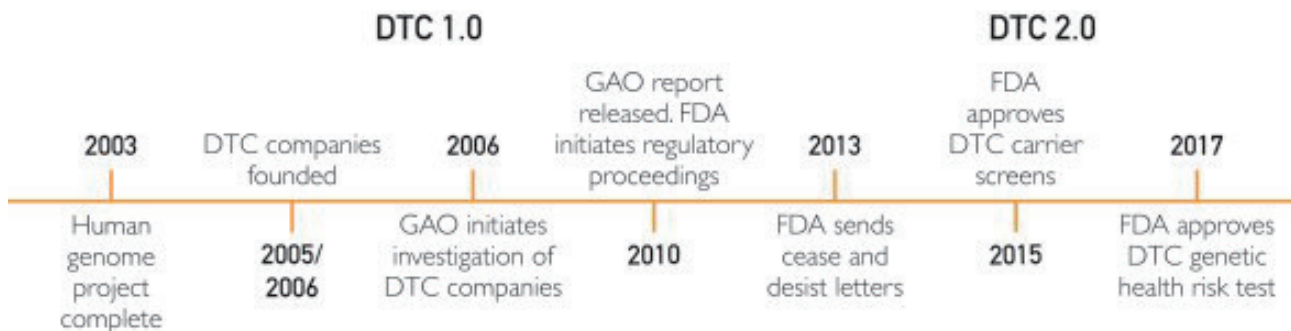 DTC 1.0
DTC 2.0
2003
Human
genome
project
complete
DTC companies
founded
2005/
2006
2006
GAO initiates
investigation of
DTC companies
GAO report
released. FDA
initiates regulatory
proceedings
2010
2013
FDA sends
cease and
desist letters
FDA
approves
DTC carrier
screens
2015
2017
FDA approves
DTC genetic
health risk test